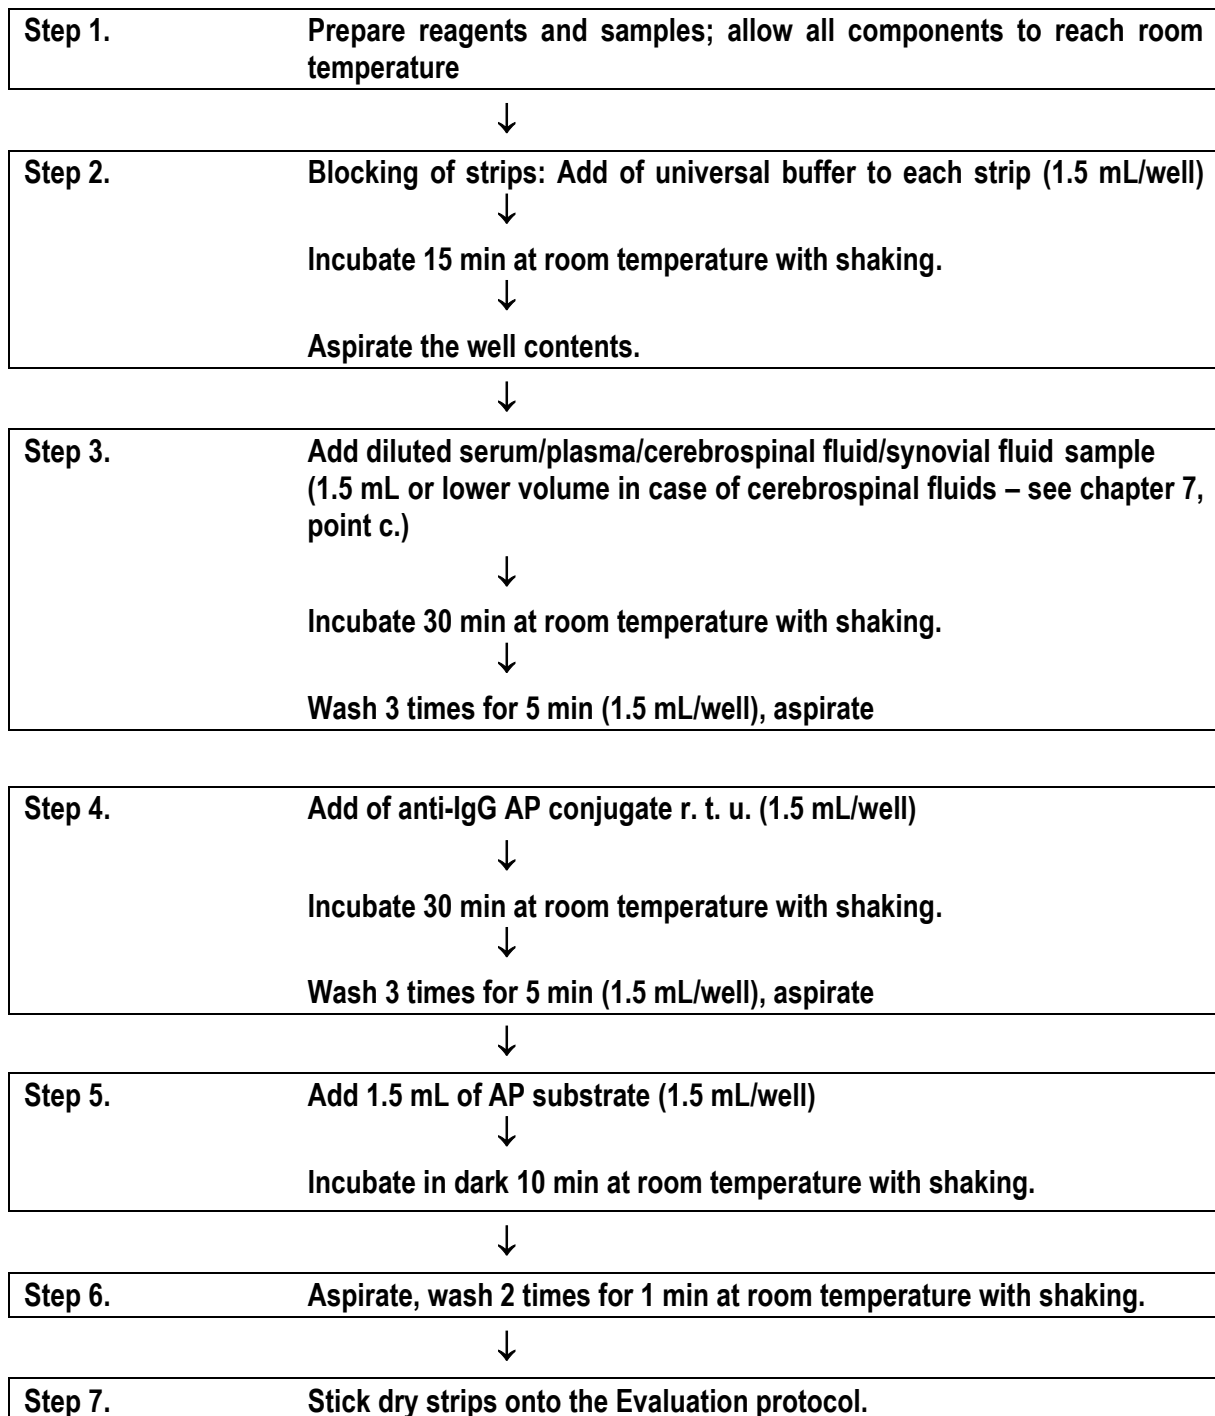 Step 1. Prepare reagents and samples; allow all components to reach room
temperature
↓
Step 2. Blocking of strips: Add of universal buffer to each strip (1.5 mL/well)
↓
Incubate 15 min at room temperature with shaking.
↓
Aspirate the well contents.
↓
Step 3. Add diluted serum/plasma/cerebrospinal fluid/synovial fluid sample
(1.5 mL or lower volume in case of cerebrospinal fluids – see chapter 7,
point c.)
↓
Incubate 30 min at room temperature with shaking.
↓
Wash 3 times for 5 min (1.5 mL/well), aspirate
Step 4. Add of anti-IgG AP conjugate r. t. u. (1.5 mL/well)
↓
Incubate 30 min at room temperature with shaking.
↓
Wash 3 times for 5 min (1.5 mL/well), aspirate
↓
Step 5. Add 1.5 mL of AP substrate (1.5 mL/well)
↓
Incubate in dark 10 min at room temperature with shaking.
↓
Step 6. Aspirate, wash 2 times for 1 min at room temperature with shaking.
↓
Step 7. Stick dry strips onto the Evaluation protocol.